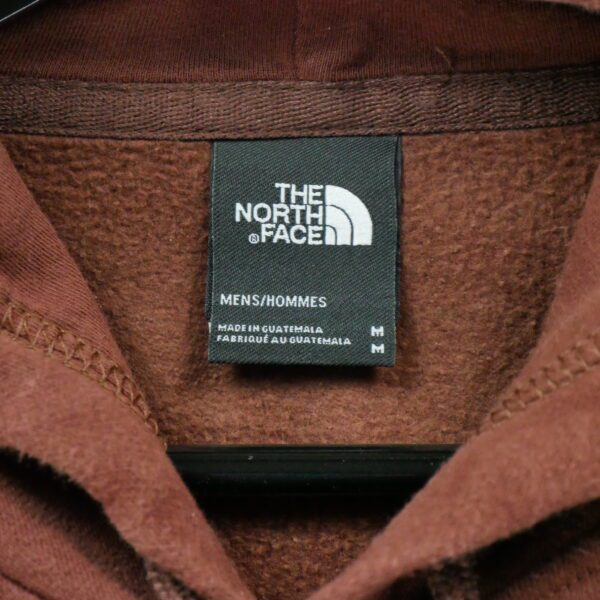 THE
NORTH
® FACE
MENS/HOMMES
MADE IN GUATEMALA M
FABRIQUÉ AU GUATEMALA M